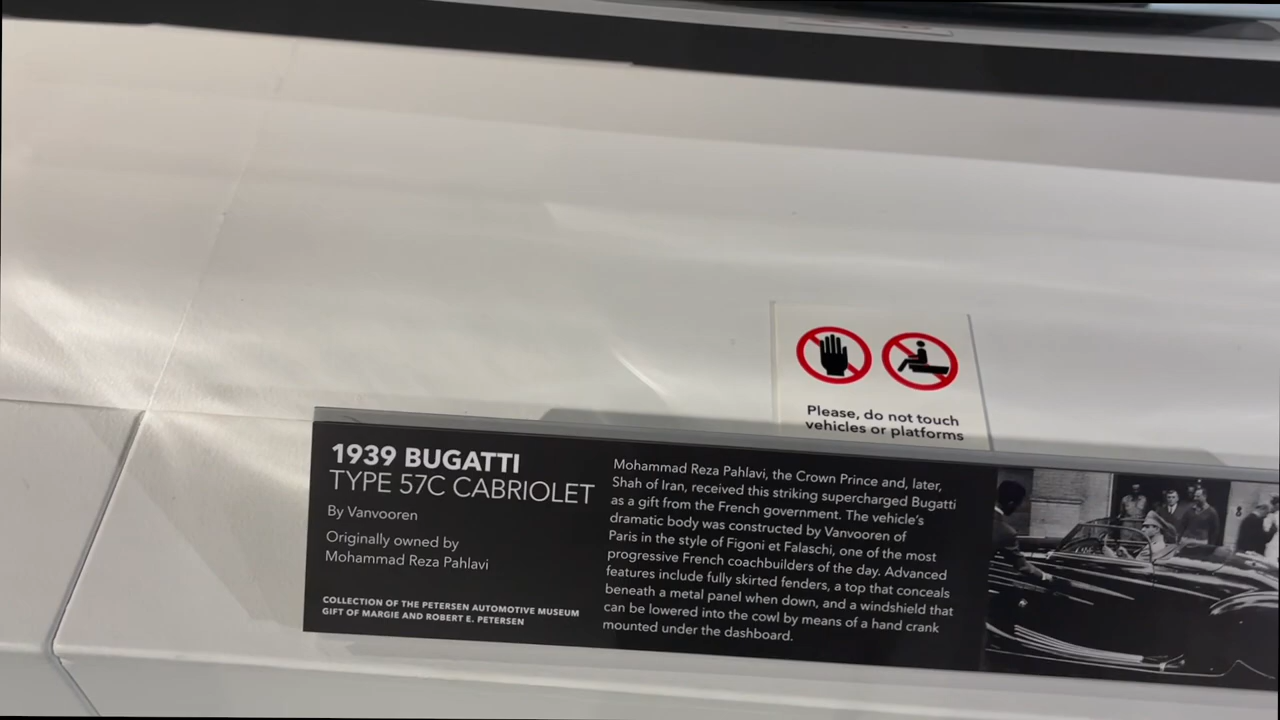 Please, do not touch
vehicles or platforms
1939 BUGATTI
TYPE 57C CABRIOLET
By Vanvooren
Originally owned by
Mohammad Reza Pahlavi
COLLECTION OF THE PETERSEN AUTOMOTIVE MUSEUM
GIFT OF MARGIE AND ROBERT E. PETERSEN
Mohammad Reza Pahlavi, the Crown Prince and, later,
Shah of Iran, received this striking supercharged Bugatti
as a gift from the French government. The vehicle's
dramatic body was constructed by Vanvooren of
Paris in the style of Figoni et Falaschi, one of the most
progressive French coachbuilders of the day. Advanced
features include fully skirted fenders, a top that conceals
beneath a metal panel when down, and a windshield that
can be lowered into the cowl by means of a hand crank
mounted under the dashboard.
8